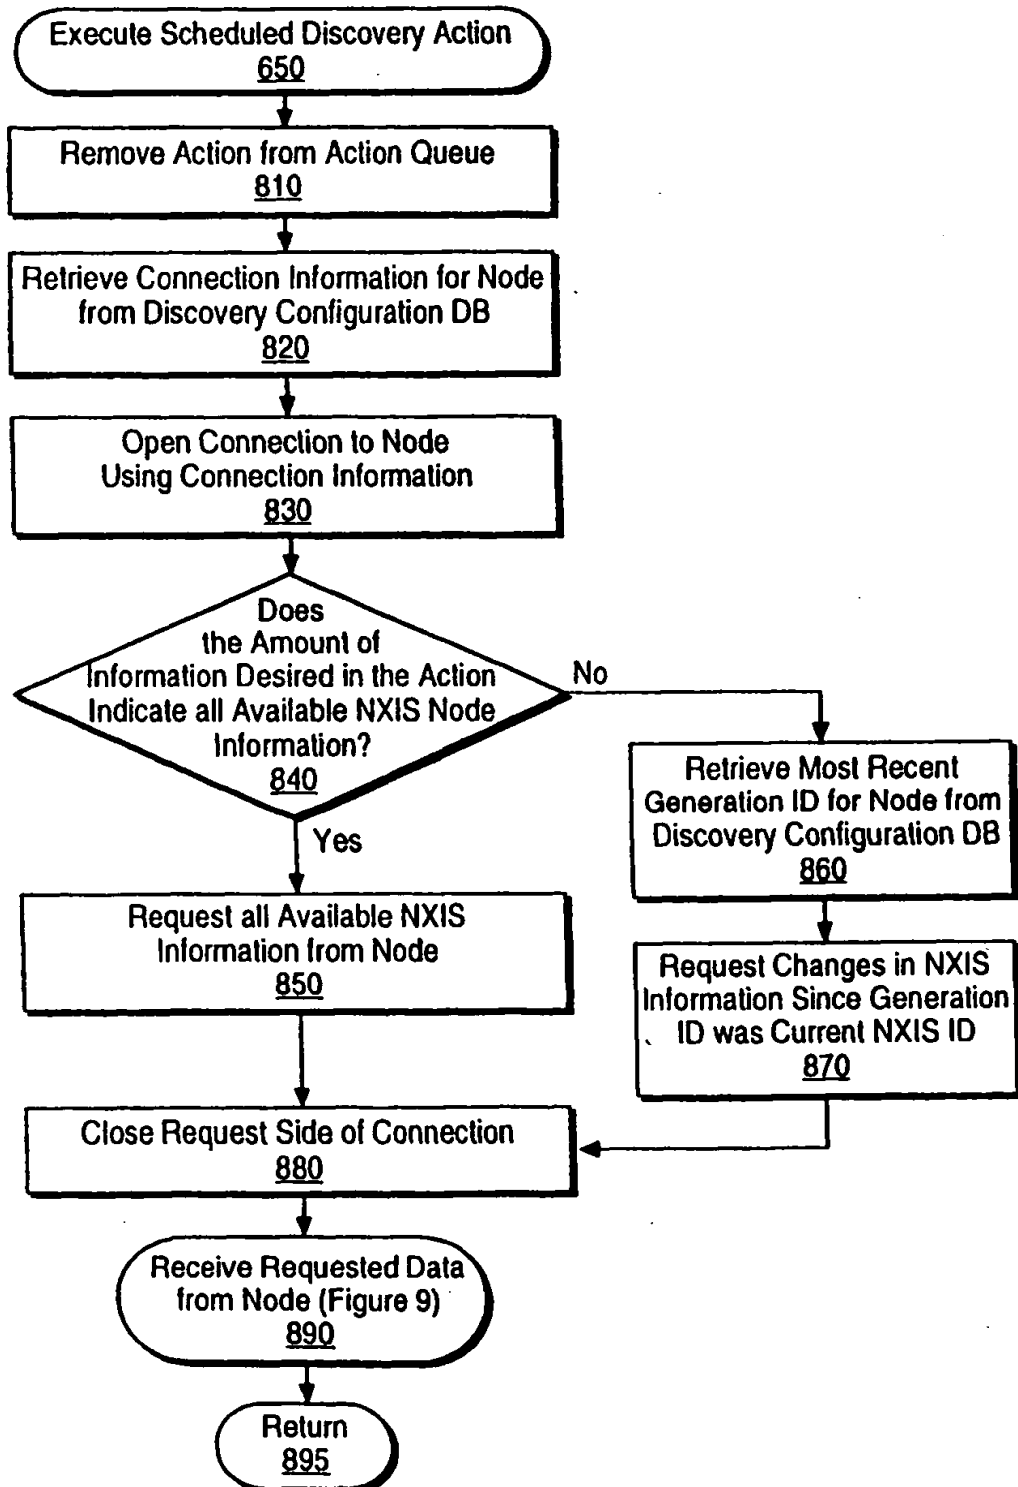 Execute Scheduled Discovery Action
650
Remove Action from Action Queue
810
Retrieve Connection Information for Node
from Discovery Configuration DB
820
Open Connection to Node
Using Connection Information
830
Does
the Amount of
Information Desired in the Action
Indicate all Available NXIS Node
Information?
840
No
Yes
Retrieve Most Recent
Generation ID for Node from
Discovery Configuration DB
860
Request all Available NXIS
Information from Node
850
Request Changes in NXIS
Information Since Generation
ID was Current NXIS ID
870
Close Request Side of Connection
880
Receive Requested Data
from Node (Figure 9)
890
Return
895